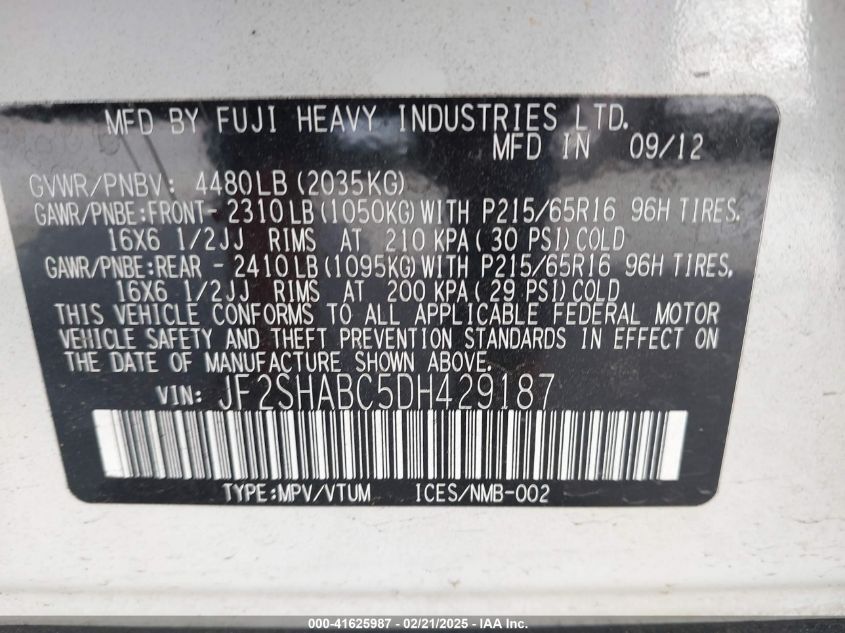 MFD BY FUJI HEAVY INDUSTRIES LTD.
MFD IN 09/12
GVWR/PNBV: 4480LB (2035KG)
GAWR/PNBE:FRONT- 2310 LB (1050KG) WITH P215/65R16 96H TIRES.
16X6 1/2JJ RIMS AT 210 KPA (30 PSI) COLD
GAWR/PNBE:REAR - 2410 LB (1095KG) WITH P215/65R16 96H TIRES.
16X6 1/2JJ RIMS AT 200 KPA (29 PSI) COLD
THIS VEHICLE CONFORMS TO ALL APPLICABLE FEDERAL MOTOR
VEHICLE SAFETY AND THEFT PREVENTION STANDARDS IN EFFECT ON
THE DATE OF MANUFACTURE SHOWN ABOVE.
VIN: JF2SHABC5DH429187
TYPE:MPV/VTUM ICES/NMB-002
000-41625987 - 02/21/2025 - IAA Inc.